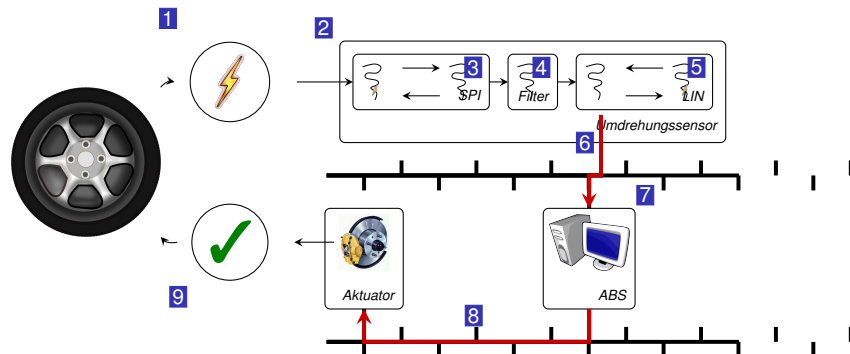 1
2
3
4
5
SPI
Filter
LIN
Umdrehungssensor
6
7
Aktuator
ABS
9
8